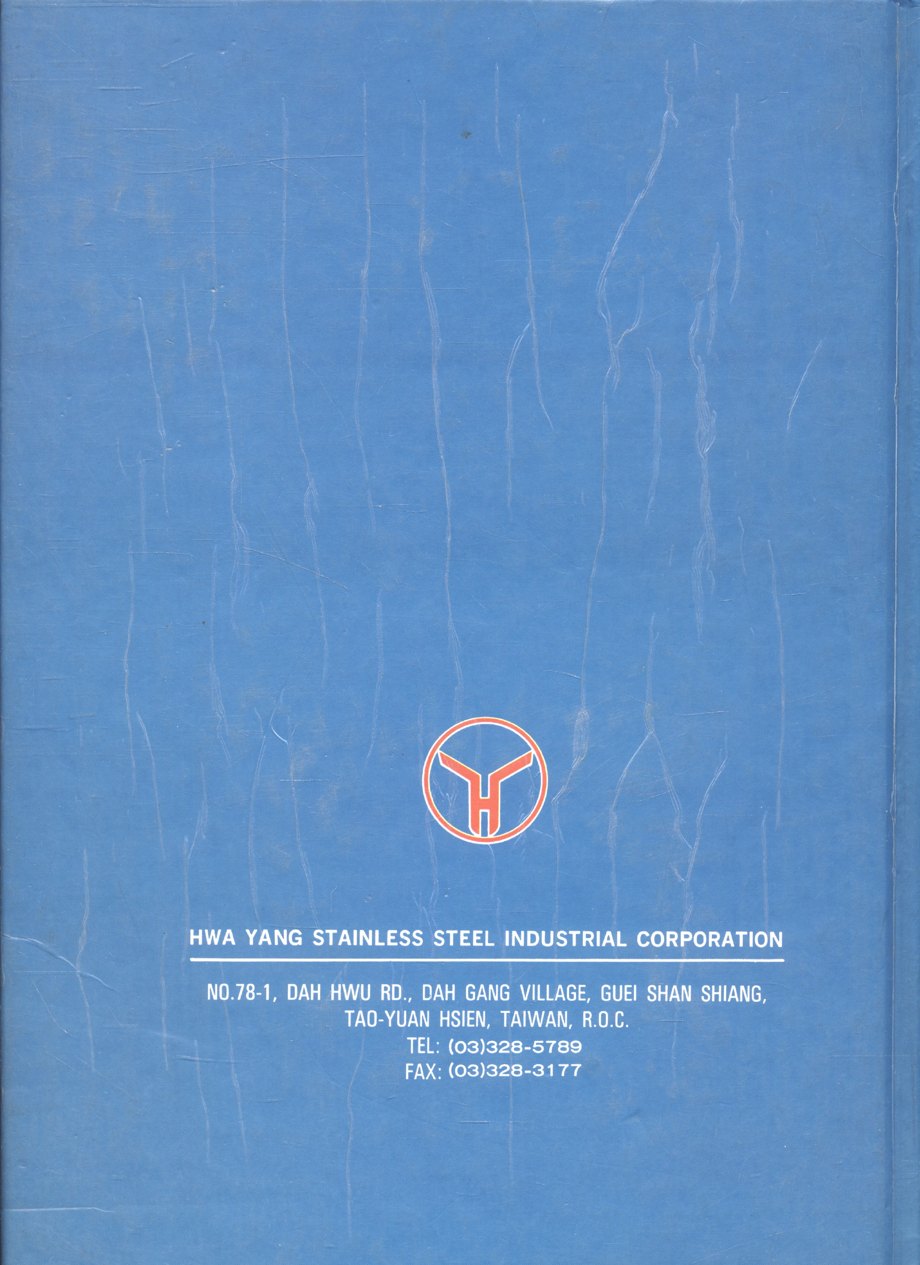 HWA YANG STAINLESS STEEL INDUSTRIAL CORPORATION
NO.78-1, DAH HWU RD., DAH GANG VILLAGE, GUEI SHAN SHIANG,
TAO-YUAN HSIEN, TAIWAN, R.O.C.
TEL: (03)328-5789
FAX: (03)328-3177